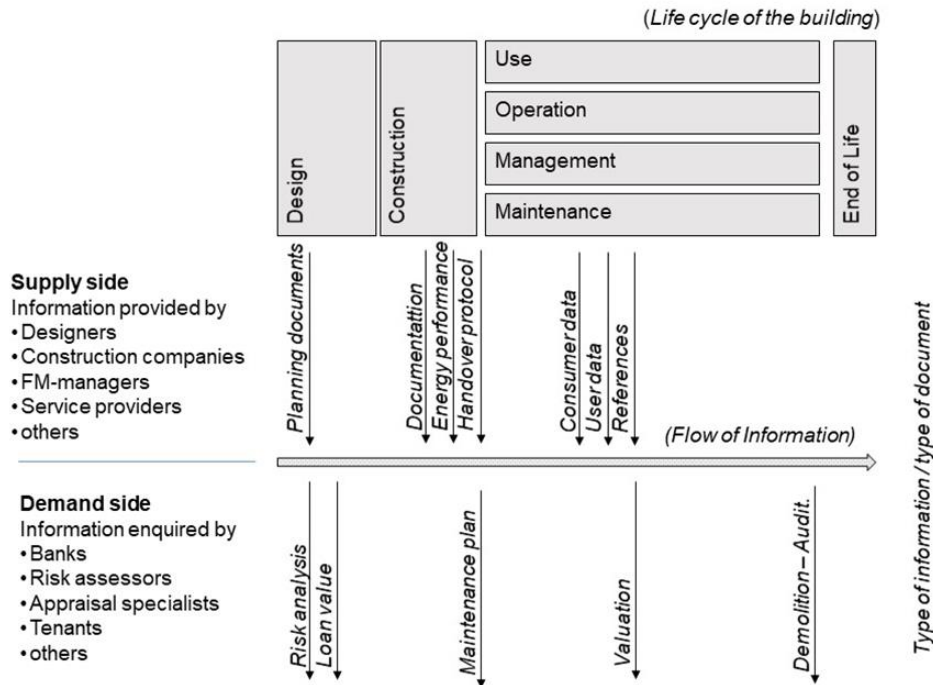 (Life cycle of the building)
Design
Construction
Use
Operation
Management
Maintenance
End of Life
Supply side
Information provided by
•Designers
•Construction companies
•FM-managers
•Service providers
•others
Planning documents
Documentattion
Energy performance
Handover protocol
Consumer data
User data
References
(Flow of Information)
Demand side
Information enquired by
•Banks
•Risk assessors
•Appraisal specialists
•Tenants
•others
Risk analysis
Loan value
Maintenance plan
Valuation
Demolition – Audit.
Type of information / type of document